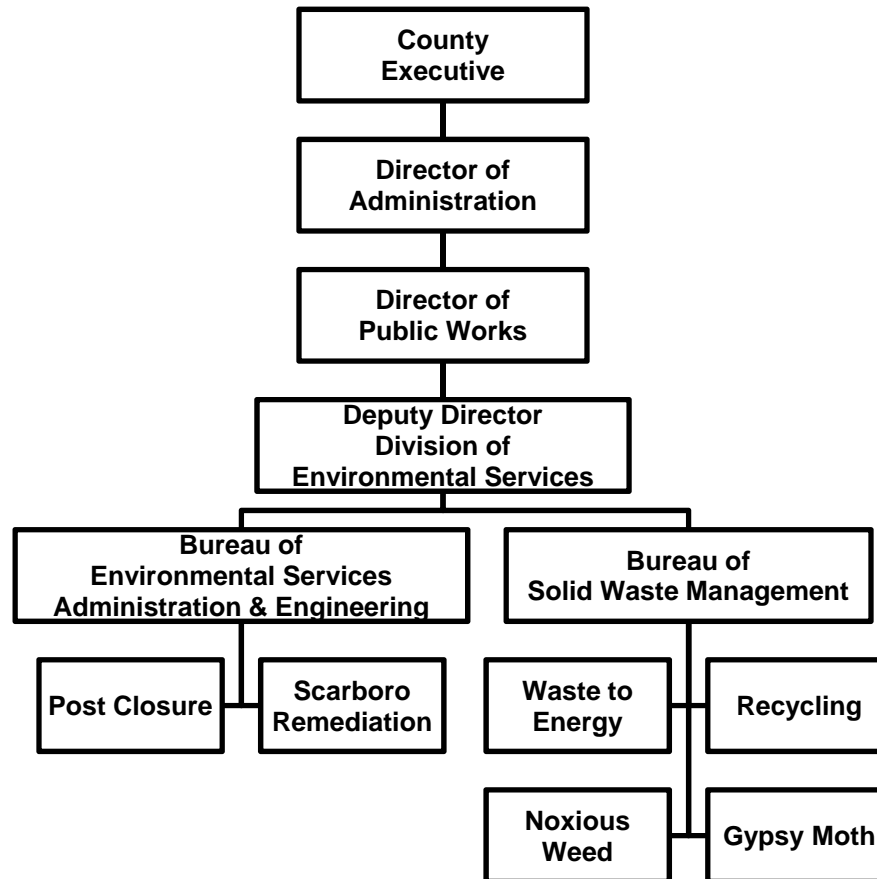 County
Executive
Director of
Administration
Director of
Public Works
Deputy Director
Division of
Environmental Services
Bureau of
Environmental Services
Administration & Engineering
Bureau of
Solid Waste Management
Post Closure
Scarboro
Remediation
Waste to
Energy
Recycling
Noxious
Weed
Gypsy Moth